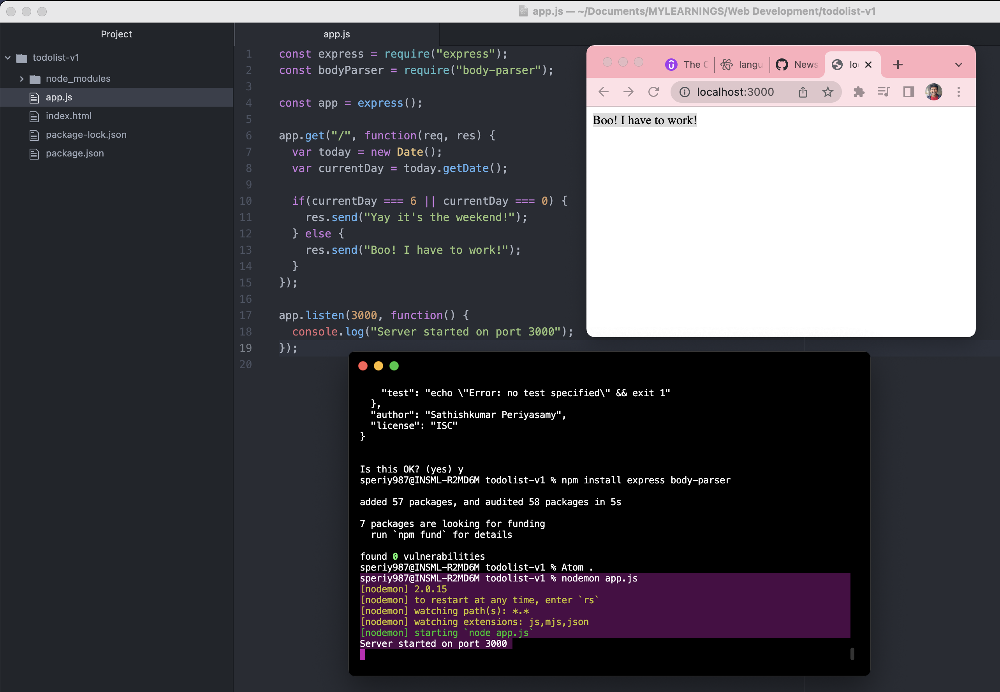 app.js — ~/Documents/MYLEARNINGS/Web Development/todolist-v1
Project
todolist-v1
node_modules
app.js
index.html
package-lock.json
package.json
app.js
1 const express = require("express");
2 const bodyParser = require("body-parser");
3
4 const app = express();
5
6 app.get("/", function(req, res) {
7   var today = new Date();
8   var currentDay = today.getDate();
9
10   if(currentDay === 6 || currentDay === 0) {
11     res.send("Yay it's the weekend!");
12   } else {
13     res.send("Boo! I have to work!");
14   }
15 });
16
17 app.listen(3000, function() {
18   console.log("Server started on port 3000");
19 });
20
The
langu
News
lo
localhost:3000
Boo! I have to work!
"test": "echo \"Error: no test specified\" && exit 1"
},
"author": "Sathishkumar Periyasamy",
"license": "ISC"
}
Is this OK? (yes) y
speriy987@INSML-R2MD6M todolist-v1 % npm install express body-parser
added 57 packages, and audited 58 packages in 5s
7 packages are looking for funding
run `npm fund` for details
found 0 vulnerabilities
speriy987@INSML-R2MD6M todolist-v1 % Atom .
speriy987@INSML-R2MD6M todolist-v1 % nodemon app.js
[nodemon] 2.0.15
[nodemon] to restart at any time, enter `rs`
[nodemon] watching path(s): *.*
[nodemon] watching extensions: js,mjs,json
[nodemon] starting `node app.js`
Server started on port 3000